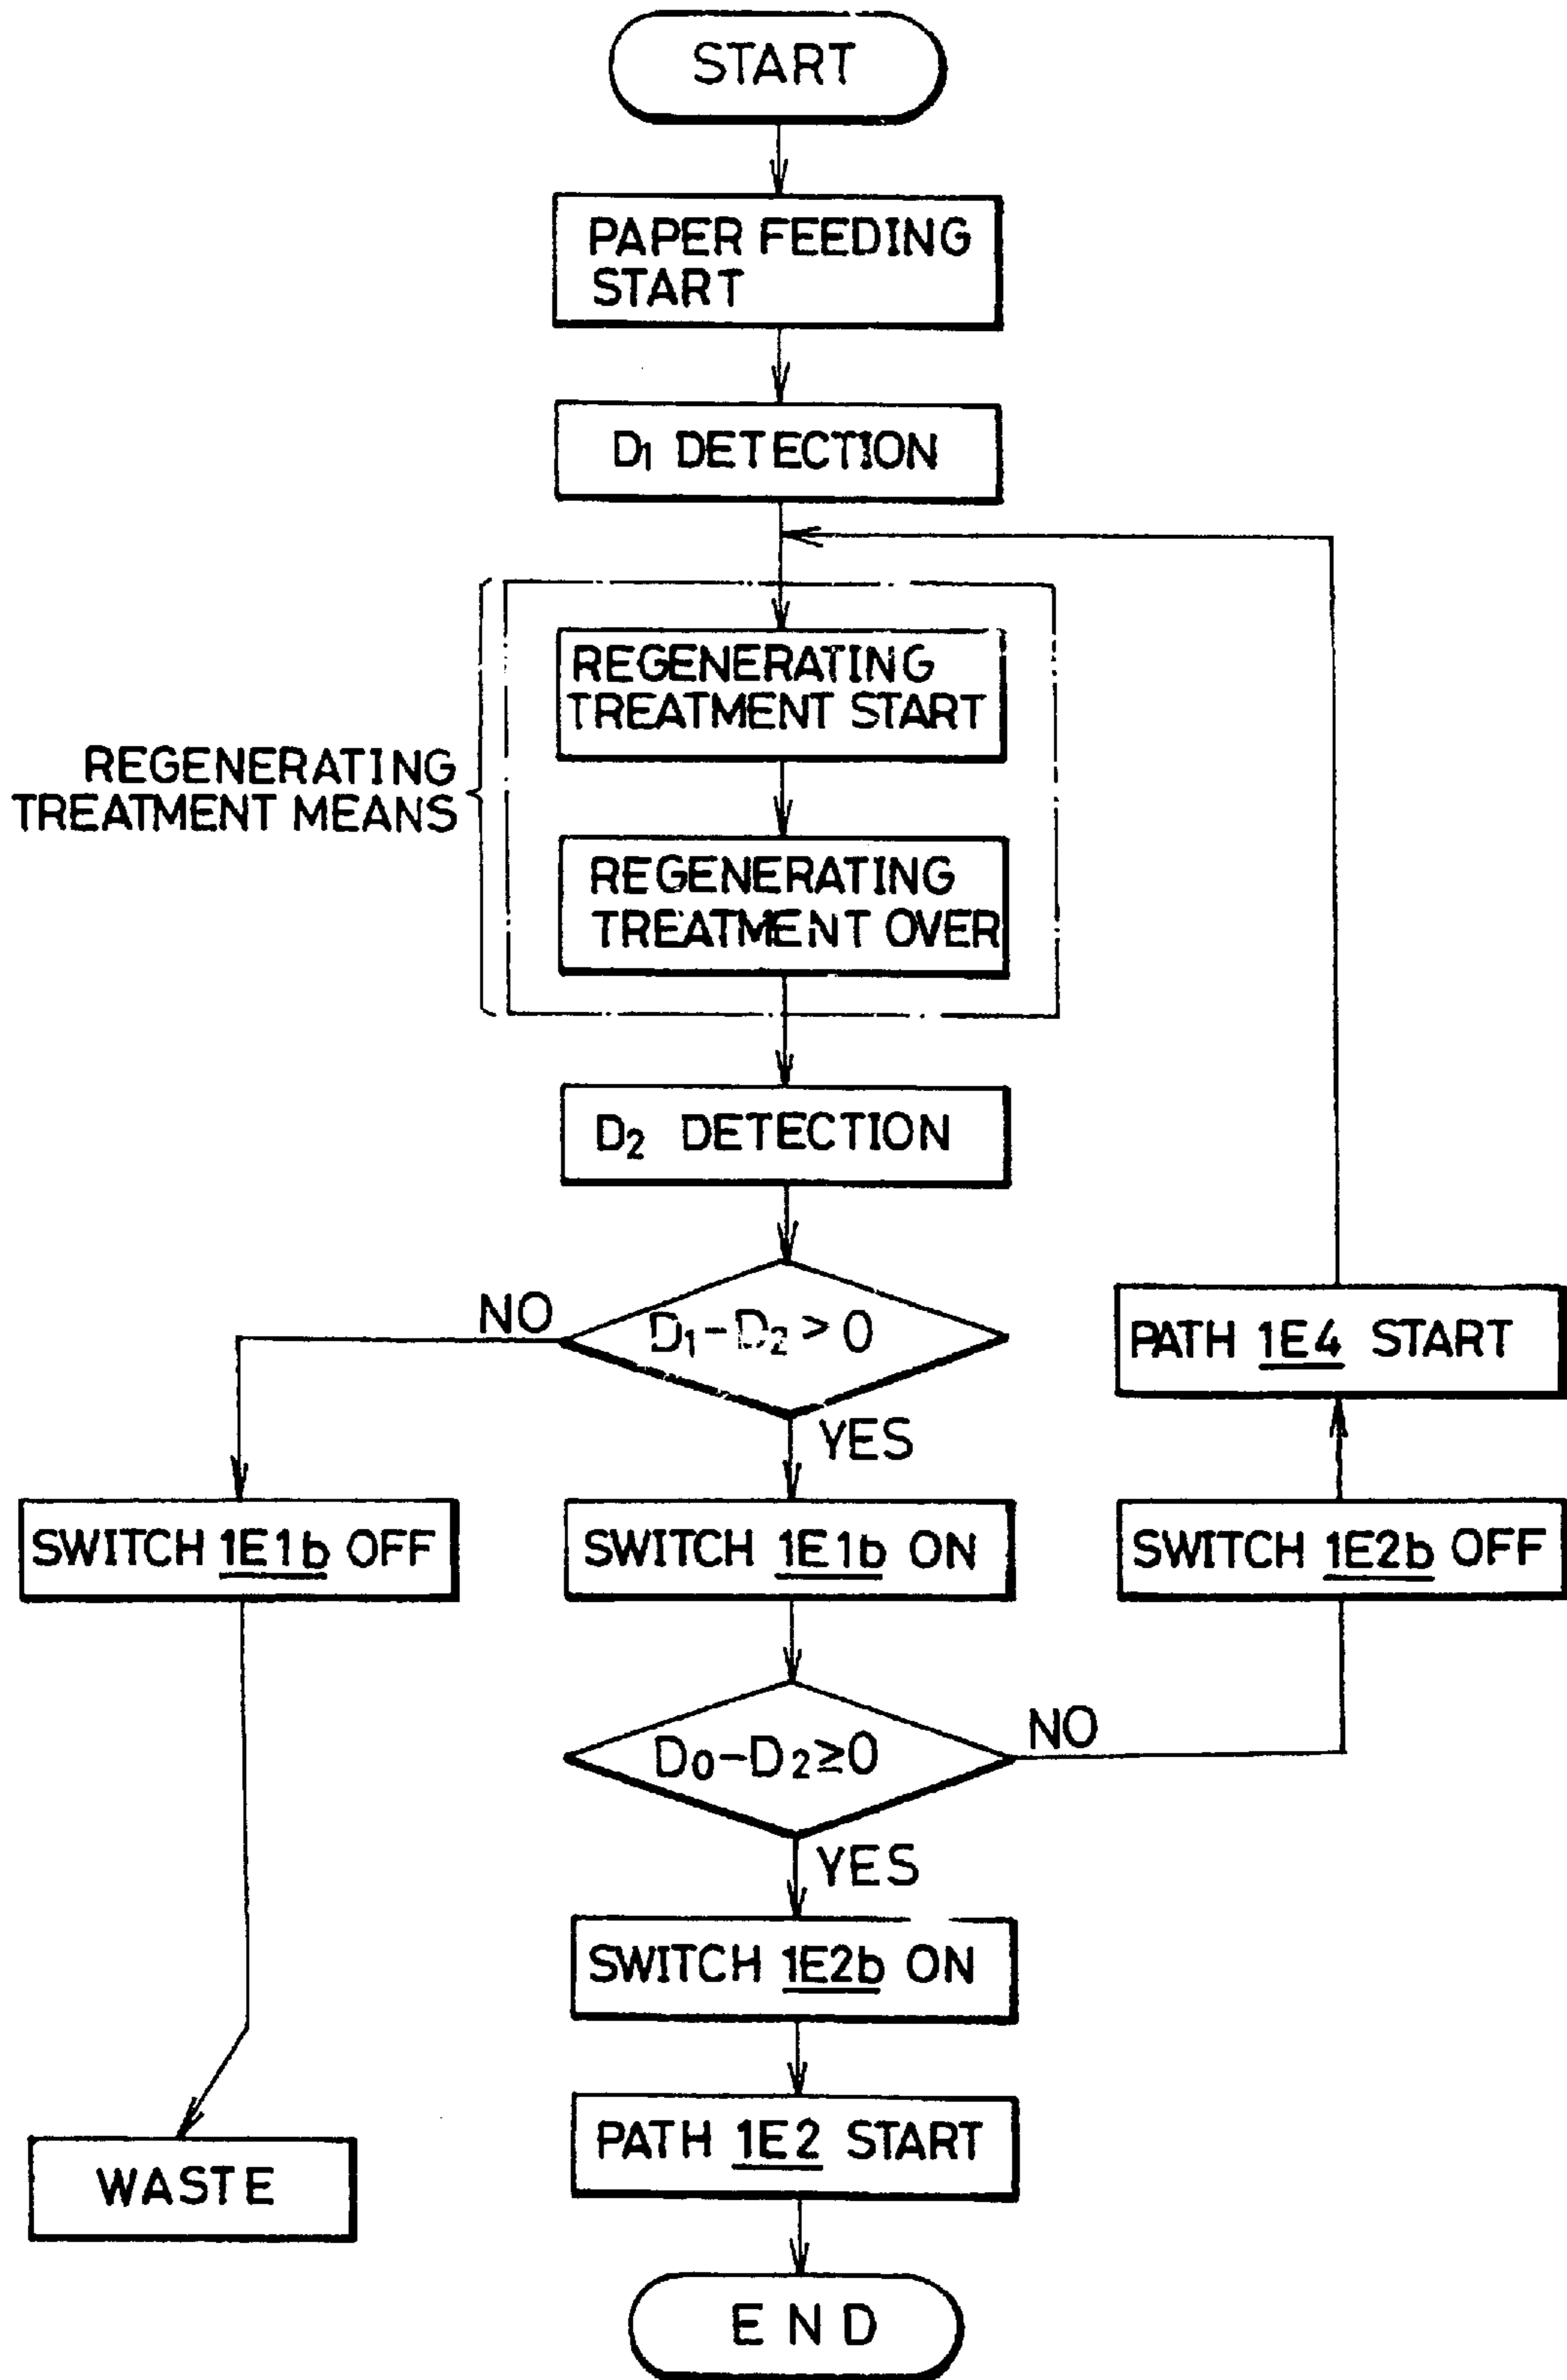 START
PAPER FEEDING
START
D1 DETECTION
REGENERATING
TREATMENT START
REGENERATING
TREATMENT MEANS
REGENERATING
TREATMENT OVER
D2 DETECTION
NO
D1-D2 > 0
YES
PATH 1E4 START
SWITCH 1E1b OFF
SWITCH 1E1b ON
SWITCH 1E2b OFF
D0-D2≥0
NO
YES
SWITCH 1E2b ON
PATH 1E2 START
WASTE
END